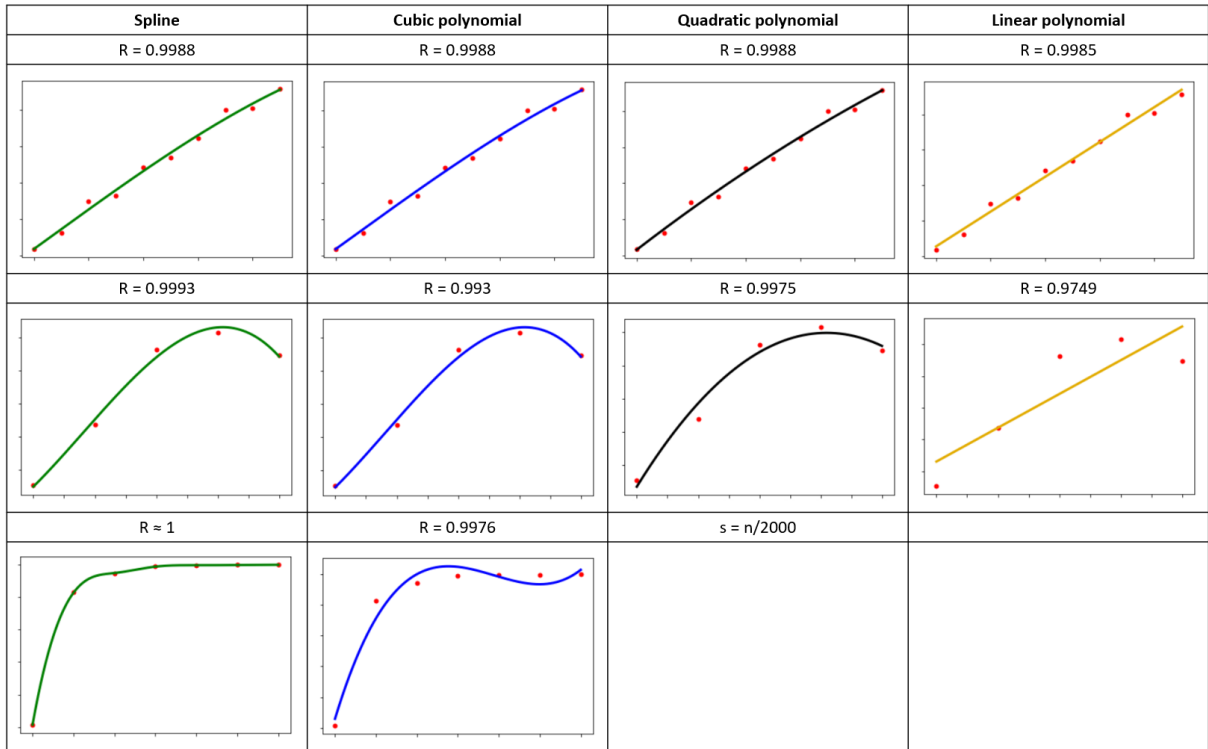 Spline
Cubic polynomial
Quadratic polynomial
Linear polynomial
R = 0.9988
R = 0.9988
R = 0.9988
R = 0.9985
R = 0.9993
R = 0.993
R = 0.9975
R = 0.9749
R ≈ 1
R = 0.9976
s = n/2000